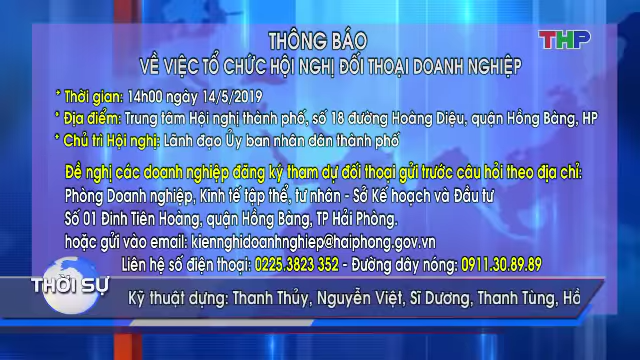 THÔNG BÁO
THP
VỀ VIỆC TỔ CHỨC HỘI NGHỊ ĐỐI THOẠI DOANH NGHIỆP
* Thời gian: 14h00 ngày 14/5/2019
* Địa điểm: Trung tâm Hội nghị thành phố, số 18 đường Hoàng Diệu, quận Hồng Bàng, HP
* Chủ trì Hội nghị: Lãnh đạo Ủy ban nhân dân thành phố
Đề nghị các doanh nghiệp đăng ký tham dự đối thoại gửi trước câu hỏi theo địa chỉ:
Phòng Doanh nghiệp, Kinh tế tập thể, tư nhân - Sở Kế hoạch và Đầu tư
Số 01 Đinh Tiên Hoàng, quận Hồng Bàng, TP Hải Phòng.
hoặc gửi vào email: kiennghidoanhnghiep@haiphong.gov.vn
Liên hệ số điện thoại: 0225.3823 352 - Đường dây nóng: 0911.30.89.89
THỜI SỰ
Kỹ thuật dựng: Thanh Thủy, Nguyễn Việt, Sĩ Dương, Thanh Tùng, Hồ